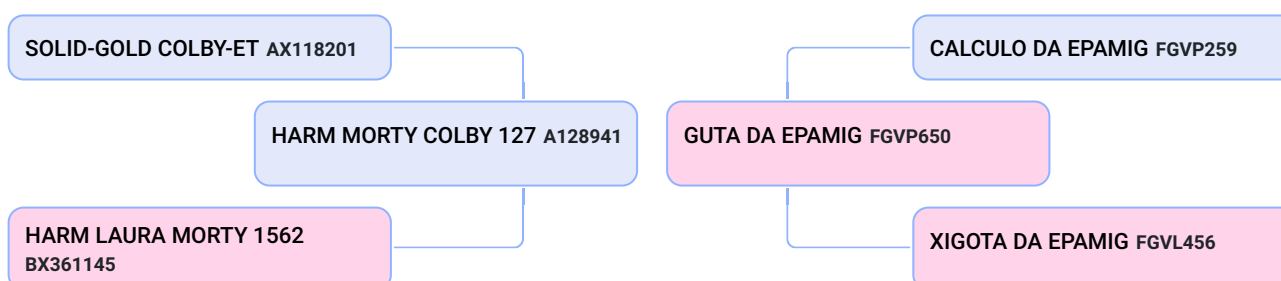 SOLID-GOLD COLBY-ET AX118201
CALCULO DA EPAMIG FGVP259
HARM MORTY COLBY 127 A128941
GUTA DA EPAMIG FGVP650
HARM LAURA MORTY 1562
BX361145
XIGOTA DA EPAMIG FGVL456